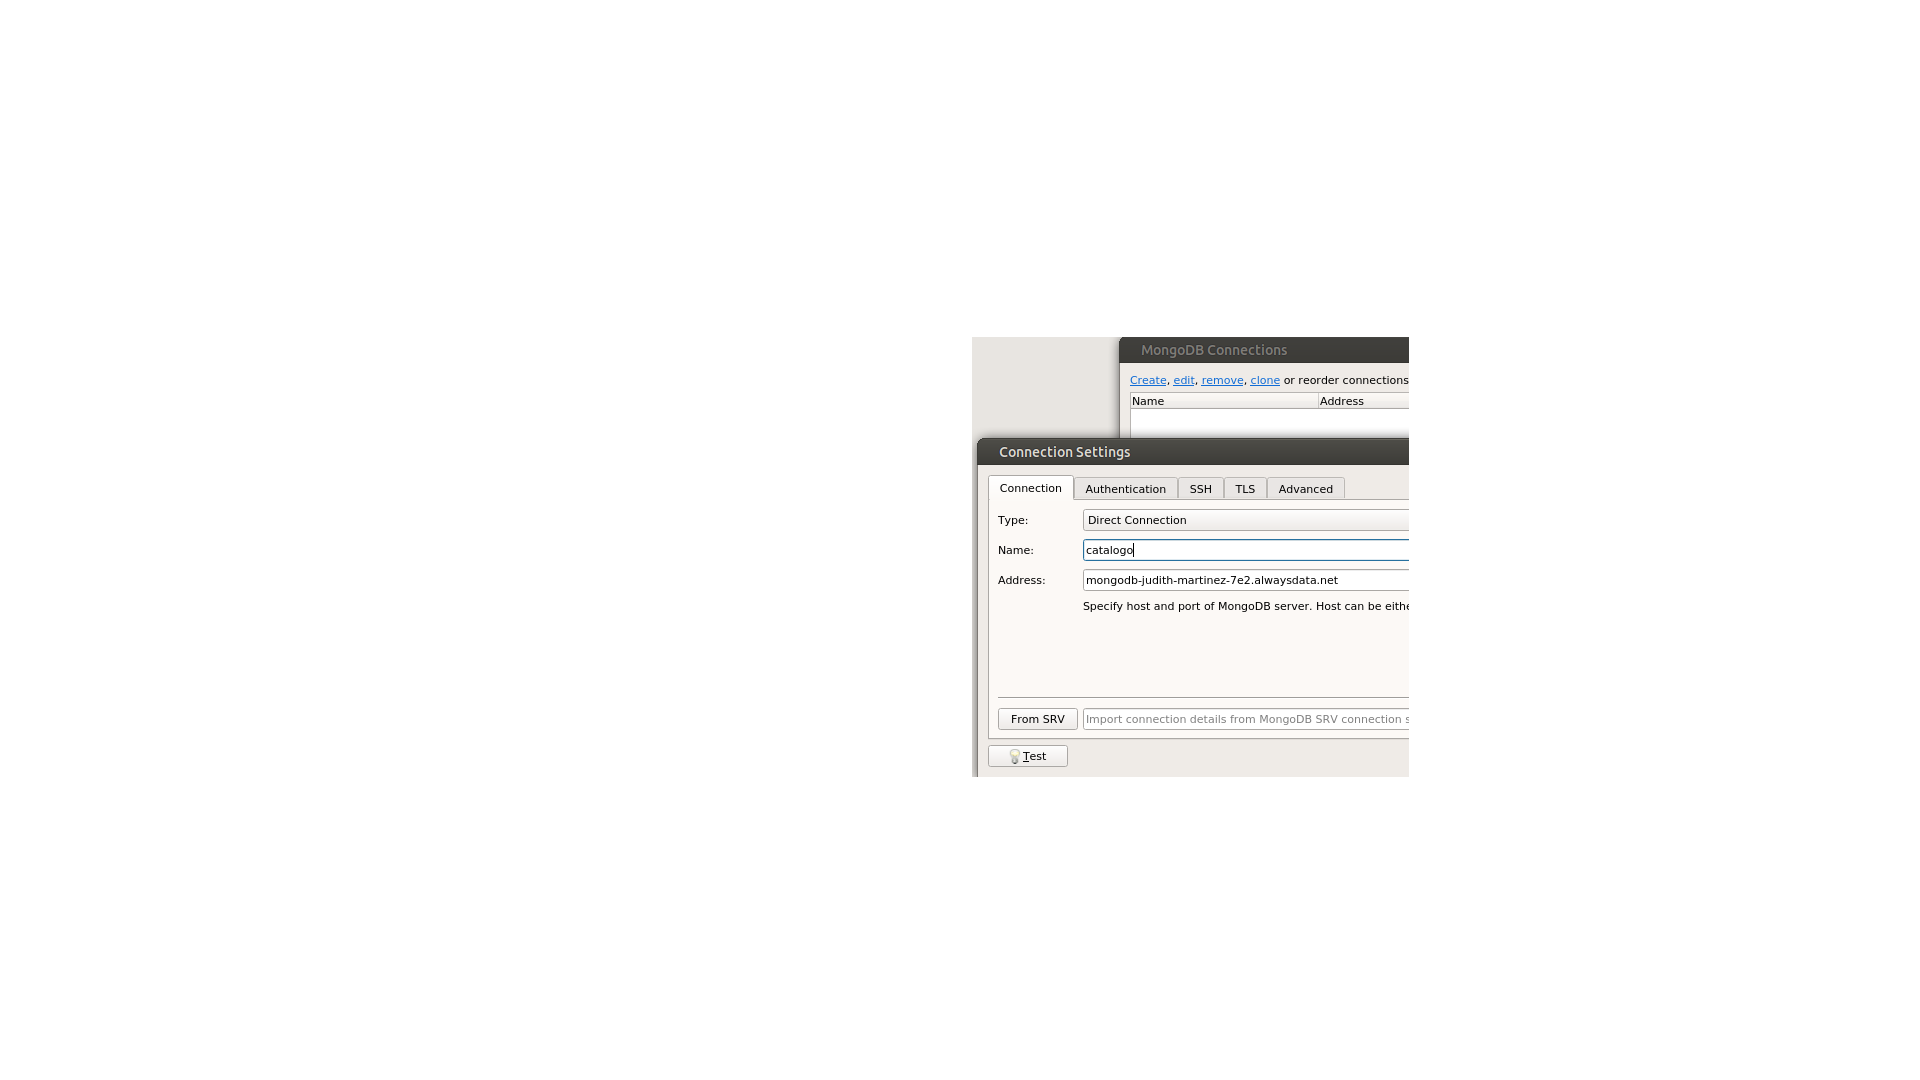 MongoDB Connections
Create, edit, remove, clone or reorder connections
Name Address
Connection Settings
Connection Authentication SSH TLS Advanced
Type: Direct Connection
Name: catalogo
Address: mongodb-judith-martinez-7e2.alwaysdata.net
Specify host and port of MongoDB server. Host can be
From SRV Import connection details from MongoDB SRV connection
Test